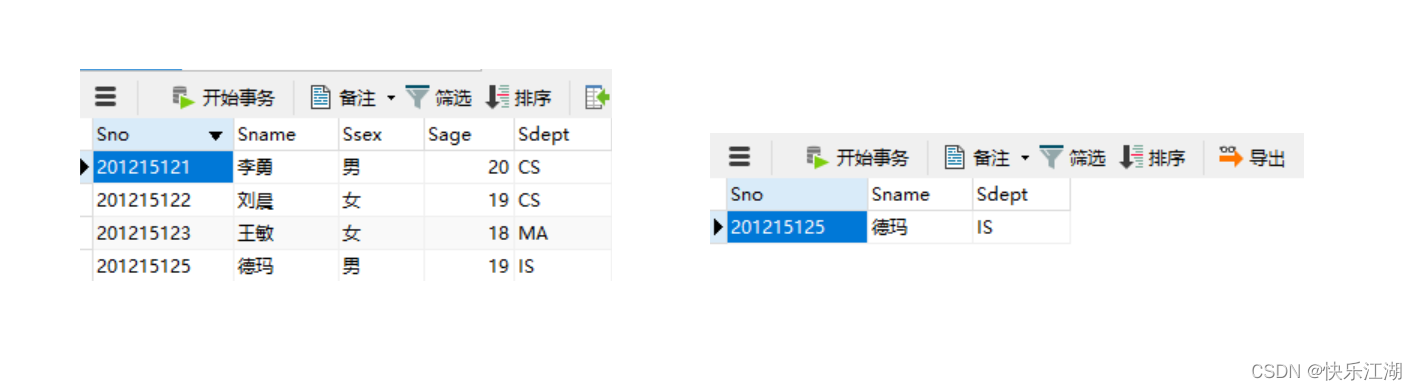 开始事务 备注 筛选 排序
Sno Sname Ssex Sage Sdept
201215121 李勇 男 20 CS
201215122 刘晨 女 19 CS
201215123 王敏 女 18 MA
201215125 德玛 男 19 IS
开始事务 备注 筛选 排序 导出
Sno Sname Sdept
201215125 德玛 IS
CSDN @快乐江湖